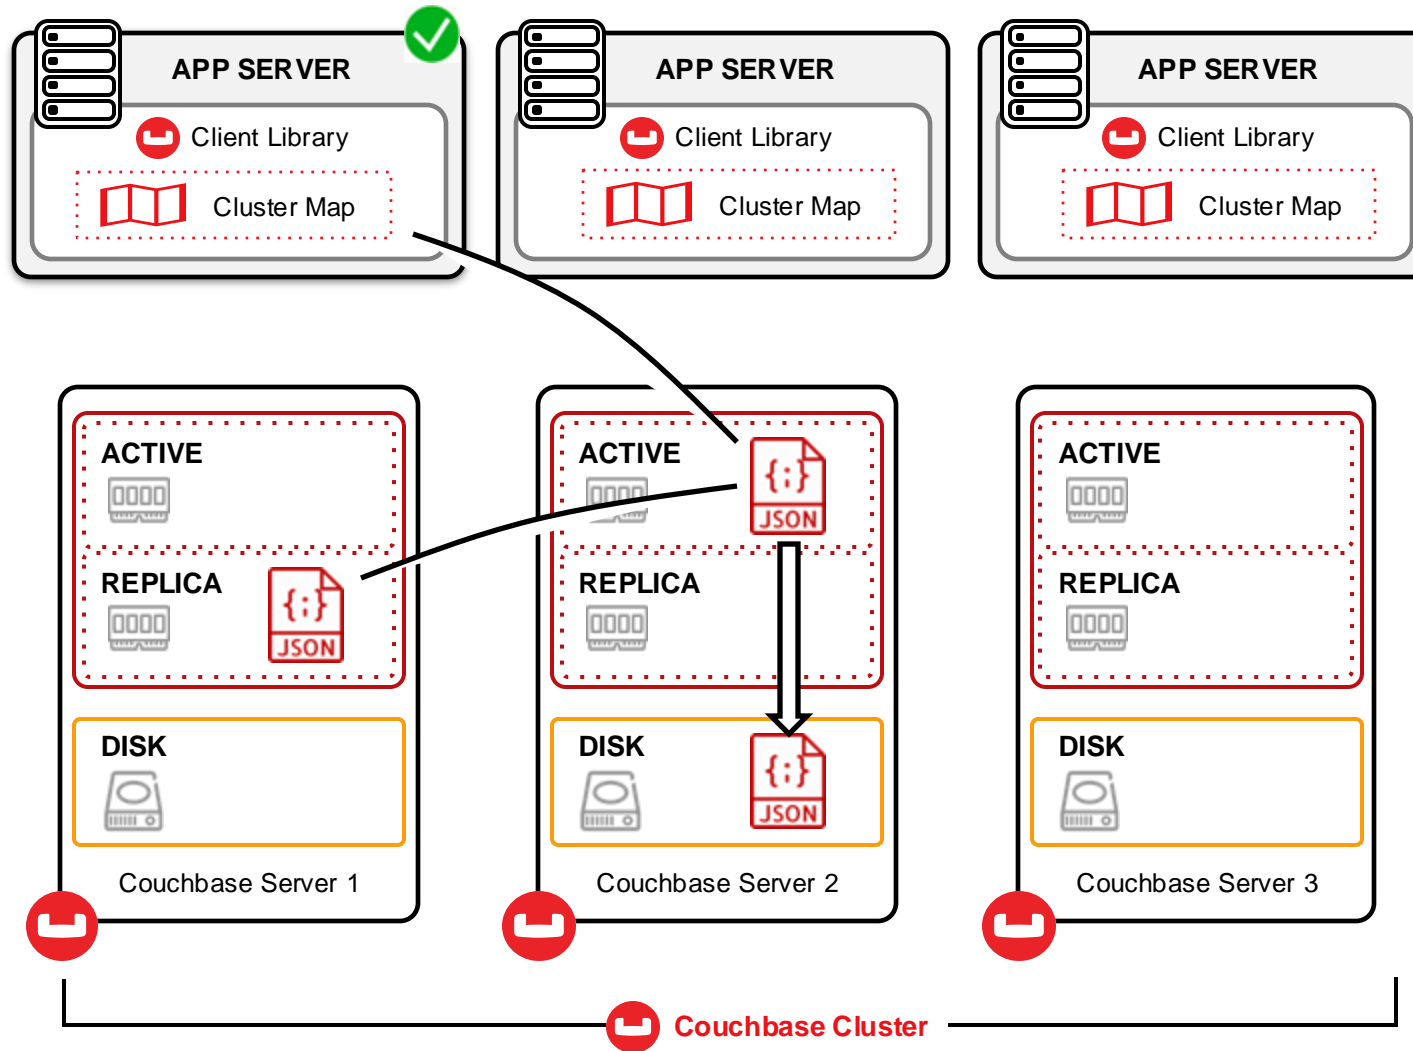 APP SERVER
Client Library
Cluster Map
APP SERVER
Client Library
Cluster Map
APP SERVER
Client Library
Cluster Map
ACTIVE
REPLICA
{;}
JSON
DISK
Couchbase Server 1
ACTIVE
{;}
JSON
REPLICA
DISK
{;}
JSON
Couchbase Server 2
ACTIVE
REPLICA
DISK
Couchbase Server 3
Couchbase Cluster